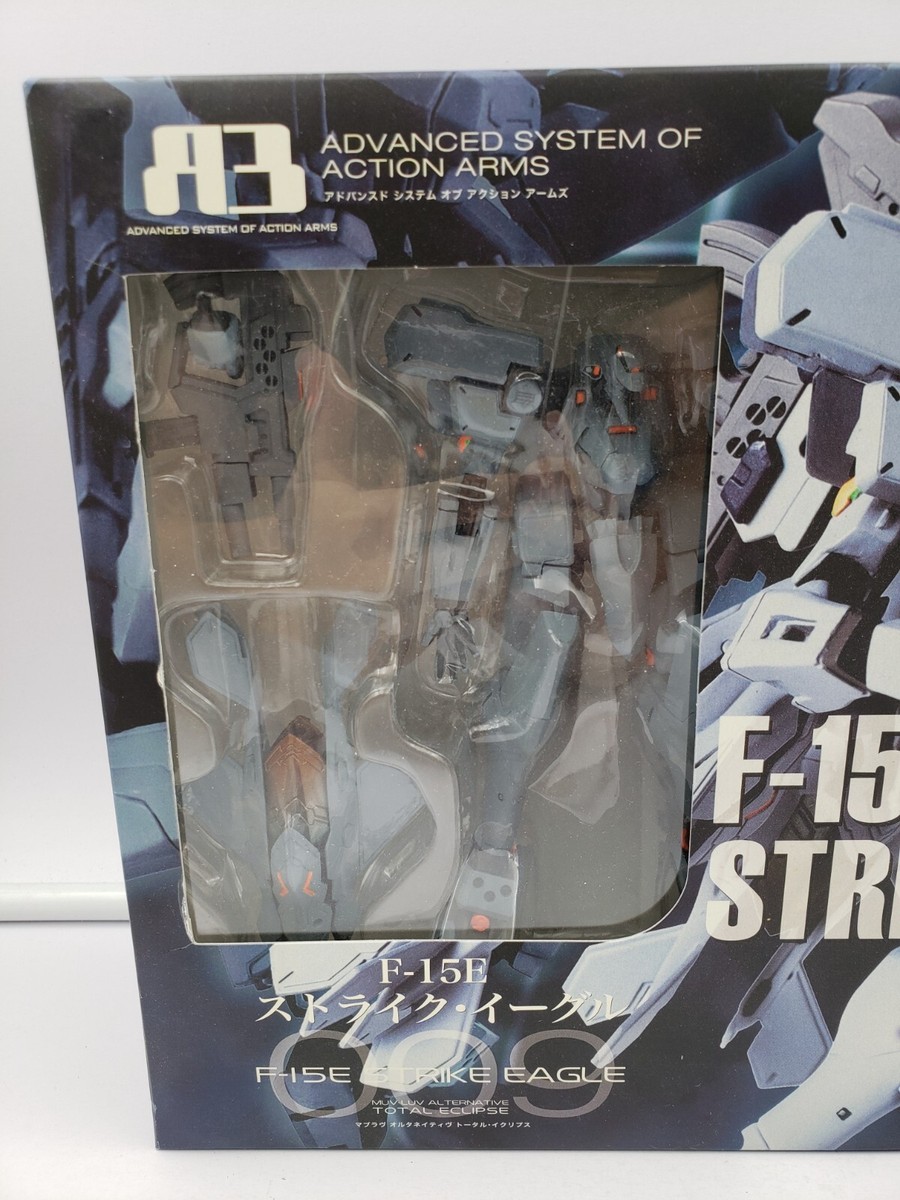 A3
ADVANCED SYSTEM OF
ACTION ARMS
アドバンスド システム オブ アクション アームズ
ADVANCED SYSTEM OF ACTION ARMS
F-15
STRI
F-15E
ストライク・イーグル
009
F-15E STRIKE EAGLE
MUV-LUV ALTERNATIVE
TOTAL ECLIPSE
マブラヴ オルタネイティヴ トータル・イクリプス